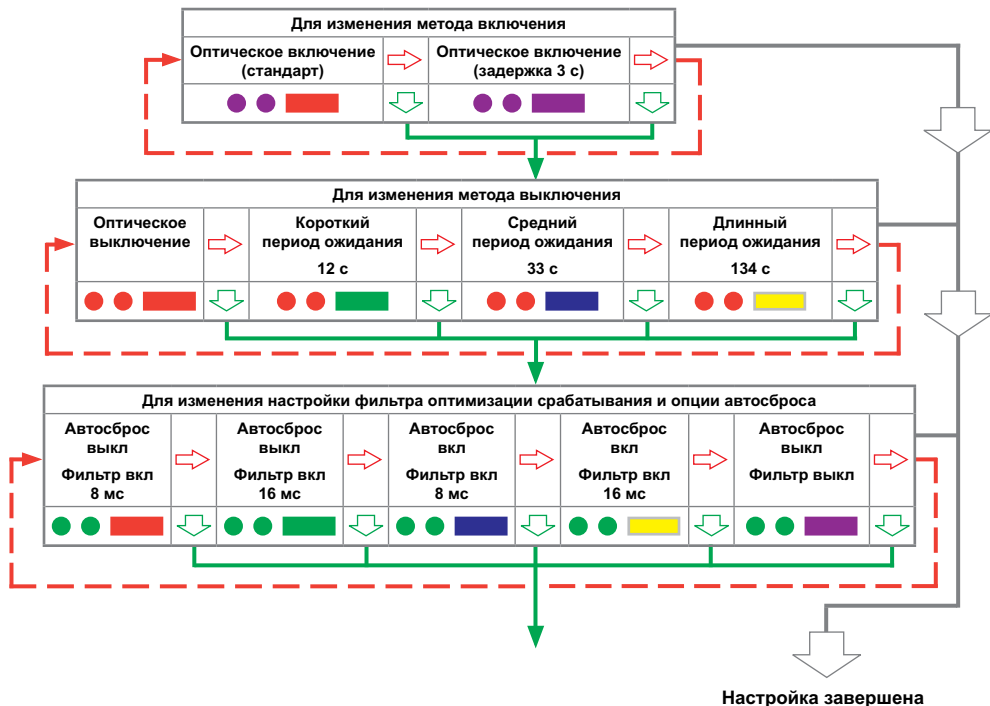 Для изменения метода включения
Оптическое включение
(стандарт)
Оптическое включение
(задержка 3 с)
Для изменения метода выключения
Оптическое
выключение
Короткий
период ожидания
12 с
Средний
период ожидания
33 с
Длинный
период ожидания
134 с
Для изменения настройки фильтра оптимизации срабатывания и опции автосброса
Автосброс
выкл
Фильтр вкл
8 мс
Автосброс
выкл
Фильтр вкл
16 мс
Автосброс
вкл
Фильтр вкл
8 мс
Автосброс
вкл
Фильтр вкл
16 мс
Автосброс
выкл
Фильтр выкл
Настройка завершена